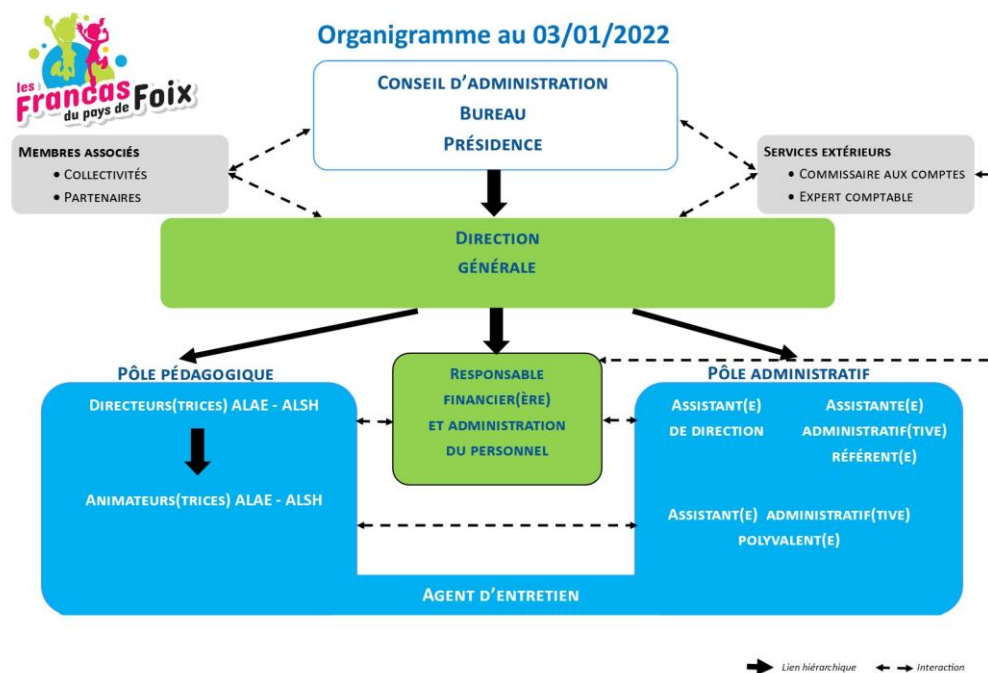 les
Francas
du pays de Foix
Organigramme au 03/01/2022
CONSEIL D'ADMINISTRATION
BUREAU
PRÉSIDENCE
MEMBRES ASSOCIÉS
• COLLECTIVITÉS
• PARTENAIRES
SERVICES EXTÉRIEURS
• COMMISSAIRE AUX COMPTES
• EXPERT COMPTABLE
DIRECTION
GÉNÉRALE
PÔLE PÉDAGOGIQUE
DIRECTEURS(TRICES) ALAE - ALSH
ANIMATEURS(TRICES) ALAE - ALSH
RESPONSABLE
FINANCIER(ÈRE)
ET ADMINISTRATION
DU PERSONNEL
PÔLE ADMINISTRATIF
ASSISTANT(E)
DE DIRECTION
ASSISTANTE(E)
ADMINISTRATIF(TIVE)
RÉFÉRENT(E)
ASSISTANT(E) ADMINISTRATIF(TIVE)
POLYVALENT(E)
AGENT D'ENTRETIEN
Lien hiérarchique
Interaction